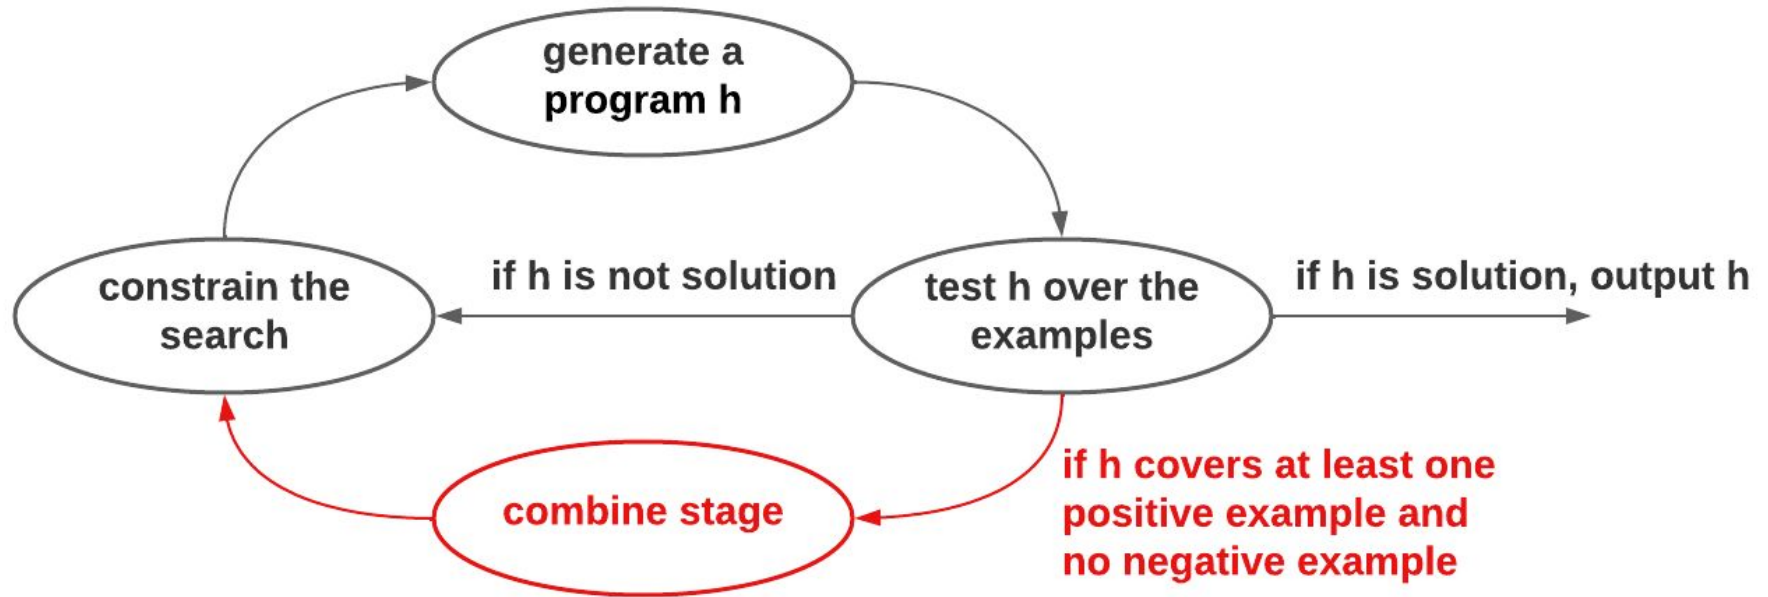 generate a
program h
if h is not solution
if h is solution, output h
constrain the
search
test h over the
examples
combine stage
if h covers at least one
positive example and
no negative example